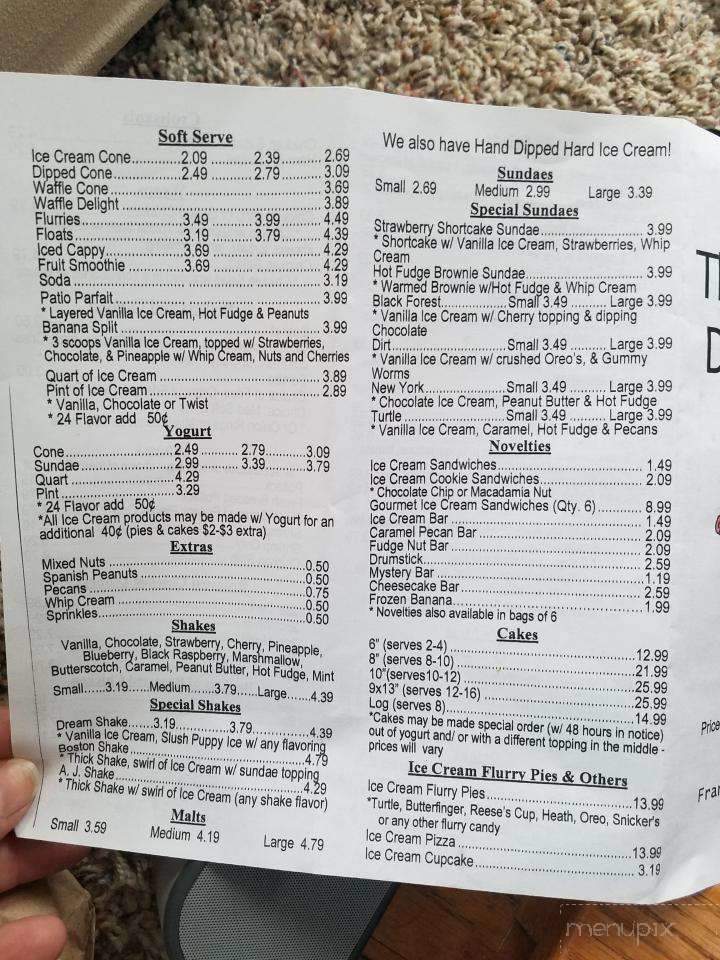 Soft Serve
Ice Cream Cone..............2.09 ............2.39............2.69
Dipped Cone...................2.49 ............2.79............3.09
Waffle Cone.......................................................3.69
Waffle Delight....................................................3.89
Flurries..........................3.49 ............3.99............4.49
Floats............................3.19 ............3.79............4.39
Iced Cappy.....................3.69 ...............................4.29
Fruit Smoothie ................3.69 ...............................4.29
Soda.................................................................3.19
Patio Parfait......................................................3.99
* Layered Vanilla Ice Cream, Hot Fudge & Peanuts
Banana Split.....................................................3.99
* 3 scoops Vanilla Ice Cream, topped w/ Strawberries,
Chocolate, & Pineapple w/ Whip Cream, Nuts and Cherries
Quart of Ice Cream ............................................3.89
Pint of Ice Cream ...............................................2.89
* Vanilla, Chocolate or Twist
* 24 Flavor add 50¢
Yogurt
Cone...............................2.49 ............2.79............3.09
Sundae............................2.99 ............3.39............3.79
Quart ..............................4.29
Pint.................................3.29
* 24 Flavor add 50¢
*All Ice Cream products may be made w/ Yogurt for an
additional 40¢ (pies & cakes $2-$3 extra)
Extras
Mixed Nuts .......................................................0.50
Spanish Peanuts ...............................................0.50
Pecans .............................................................0.75
Whip Cream .....................................................0.50
Sprinkles...........................................................0.50
Shakes
Vanilla, Chocolate, Strawberry, Cherry, Pineapple,
Blueberry, Black Raspberry, Marshmallow,
Butterscotch, Caramel, Peanut Butter, Hot Fudge, Mint
Small......3.19......Medium.......3.79.....Large.......4.39
Special Shakes
Dream Shake.......3.19..................3.79..................4.39
* Vanilla Ice Cream, Slush Puppy Ice w/ any flavoring
Boston Shake....................................................4.79
* Thick Shake, swirl of Ice Cream w/ sundae topping
A. J. Shake.........................................................4.29
* Thick Shake w/ swirl of Ice Cream (any shake flavor)
Malts
Small 3.59 Medium 4.19 Large 4.79
We also have Hand Dipped Hard Ice Cream!
Sundaes
Small 2.69 Medium 2.99 Large 3.39
Special Sundaes
Strawberry Shortcake Sundae................................3.99
* Shortcake w/ Vanilla Ice Cream, Strawberries, Whip
Cream
Hot Fudge Brownie Sundae....................................3.99
* Warmed Brownie w/Hot Fudge & Whip Cream
Black Forest.................Small 3.49 ......... Large 3.99
* Vanilla Ice Cream w/ Cherry topping & dipping
Chocolate
Dirt...............................Small 3.49 ......... Large 3.99
* Vanilla Ice Cream w/ crushed Oreo's, & Gummy
Worms
New York.....................Small 3.49 ......... Large 3.99
* Chocolate Ice Cream, Peanut Butter & Hot Fudge
Turtle...........................Small 3.49 ......... Large 3.99
* Vanilla Ice Cream, Caramel, Hot Fudge & Pecans
Novelties
Ice Cream Sandwiches.........................................1.49
Ice Cream Cookie Sandwiches..............................2.09
* Chocolate Chip or Macadamia Nut
Gourmet Ice Cream Sandwiches (Qty. 6)...............8.99
Ice Cream Bar ....................................................1.49
Caramel Pecan Bar .............................................2.09
Fudge Nut Bar ....................................................2.09
Drumstick............................................................2.59
Mystery Bar ........................................................1.19
Cheesecake Bar..................................................2.59
Frozen Banana....................................................1.99
* Novelties also available in bags of 6
Cakes
6" (serves 2-4) ..................................................12.99
8" (serves 8-10) ................................................21.99
10"(serves10-12) ...............................................25.99
9x13" (serves 12-16) .........................................25.99
Log (serves 8)...................................................14.99
*Cakes may be made special order (w/ 48 hours in notice)
out of yogurt and/ or with a different topping in the middle -
prices will vary
Ice Cream Flurry Pies & Others
Ice Cream Flurry Pies.........................................13.99
*Turtle, Butterfinger, Reese's Cup, Heath, Oreo, Snicker's
or any other flurry candy
Ice Cream Pizza ................................................13.99
Ice Cream Cupcake.............................................3.19
menupix